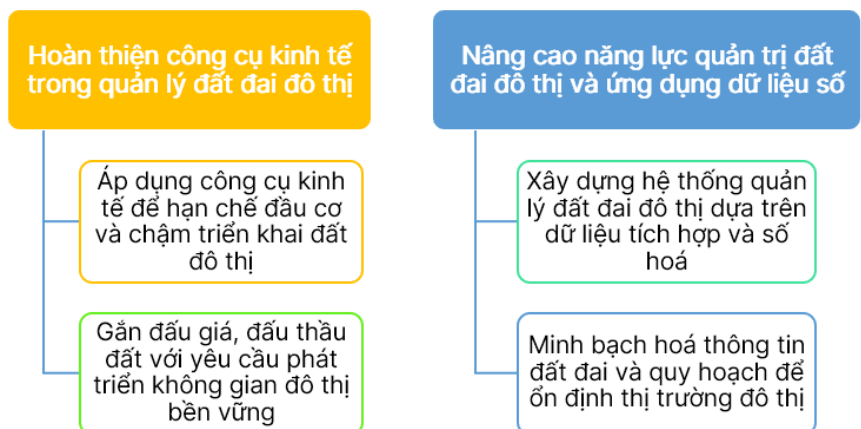 Hoàn thiện công cụ kinh tế
trong quản lý đất đai đô thị
Áp dụng công cụ kinh
tế để hạn chế đầu cơ
và chậm triển khai đất
đô thị
Gắn đấu giá, đấu thầu
đất với yêu cầu phát
triển không gian đô thị
bền vững
Nâng cao năng lực quản trị đất
đai đô thị và ứng dụng dữ liệu số
Xây dựng hệ thống quản
lý đất đai đô thị dựa trên
dữ liệu tích hợp và số
hoá
Minh bạch hoá thông tin
đất đai và quy hoạch để
ổn định thị trường đô thị